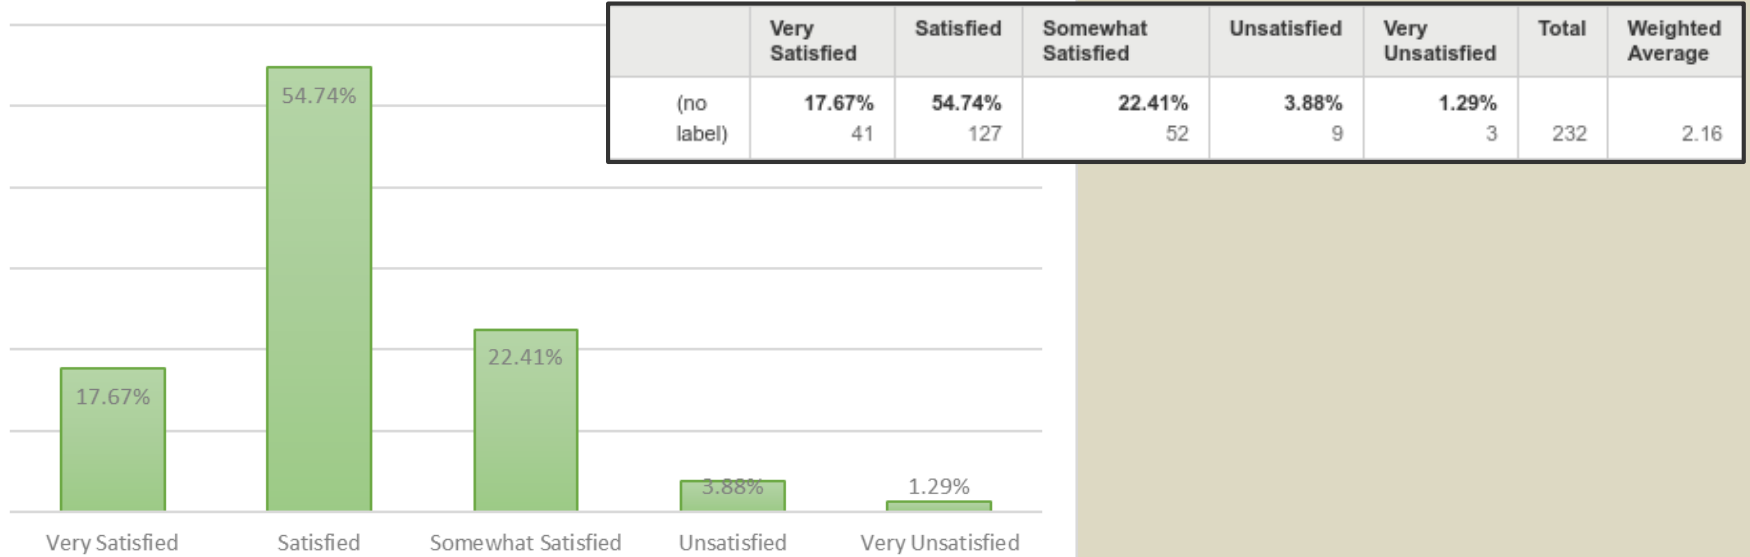 Very Satisfied Satisfied Somewhat Satisfied Unsatisfied Very Unsatisfied Total Weighted Average
(no label) 17.67% 54.74% 22.41% 3.88% 1.29%
41 127 52 9 3 232 2.16
54.74%
22.41%
17.67%
3.88%
1.29%
Very Satisfied Satisfied Somewhat Satisfied Unsatisfied Very Unsatisfied